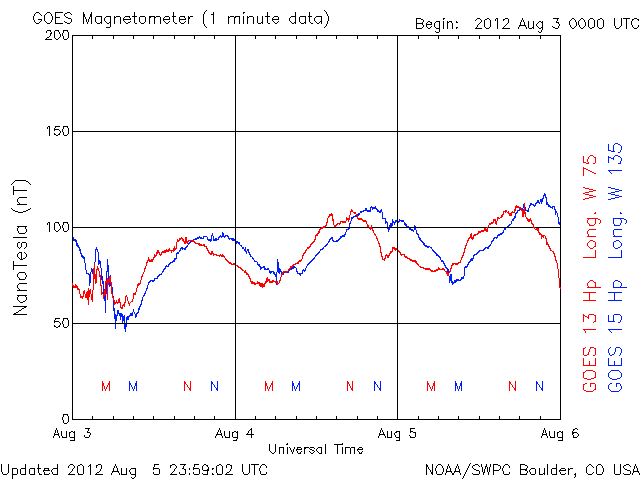 GOES Magnetometer (1 minute data)
Begin: 2012 Aug 3 0000 UTC
200
150
100
50
0
NanoTesla (nT)
M M N N M M N N M M N N
Aug 3 Aug 4 Aug 5 Aug 6
Universal Time
GOES 13 Hp Long. W 75
GOES 15 Hp Long. W 135
Updated 2012 Aug 5 23:59:02 UTC
NOAA/SWPC Boulder, CO USA